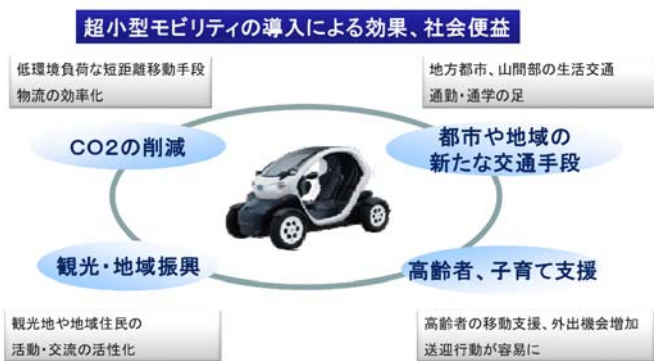 超小型モビリティの導入による効果、社会便益
低環境負荷な短距離移動手段
物流の効率化
地方都市、山間部の生活交通
通勤・通学の足
CO2の削減
都市や地域の
新たな交通手段
観光・地域振興
高齢者、子育て支援
観光地や地域住民の
活動・交流の活性化
高齢者の移動支援、外出機会増加
送迎行動が容易に